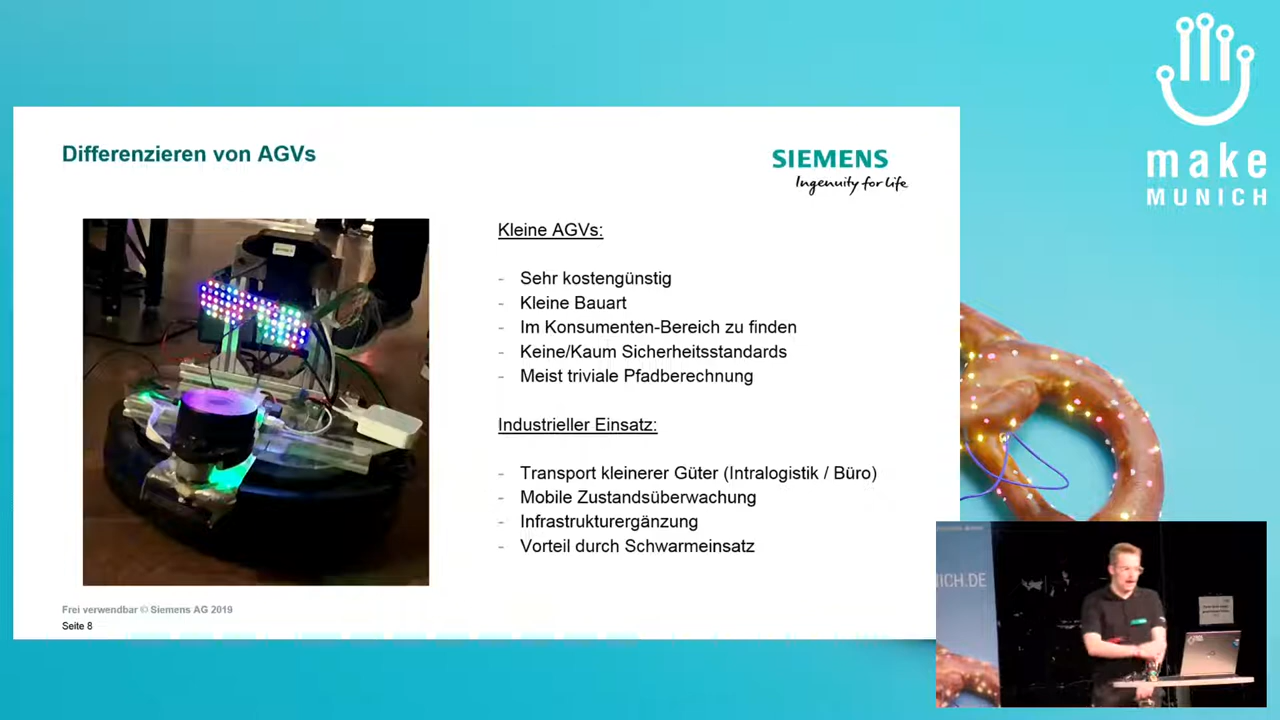 make
MUNICH
Differenzieren von AGVs
SIEMENS
Ingenuity for life
Kleine AGVs:
- Sehr kostengünstig
- Kleine Bauart
- Im Konsumenten-Bereich zu finden
- Keine/Kaum Sicherheitsstandards
- Meist triviale Pfadberechnung
Industrieller Einsatz:
- Transport kleinerer Güter (Intralogistik / Büro)
- Mobile Zustandsüberwachung
- Infrastrukturergänzung
- Vorteil durch Schwarmeinsatz
Frei verwendbar © Siemens AG 2019
Seite 8
NICH.DE